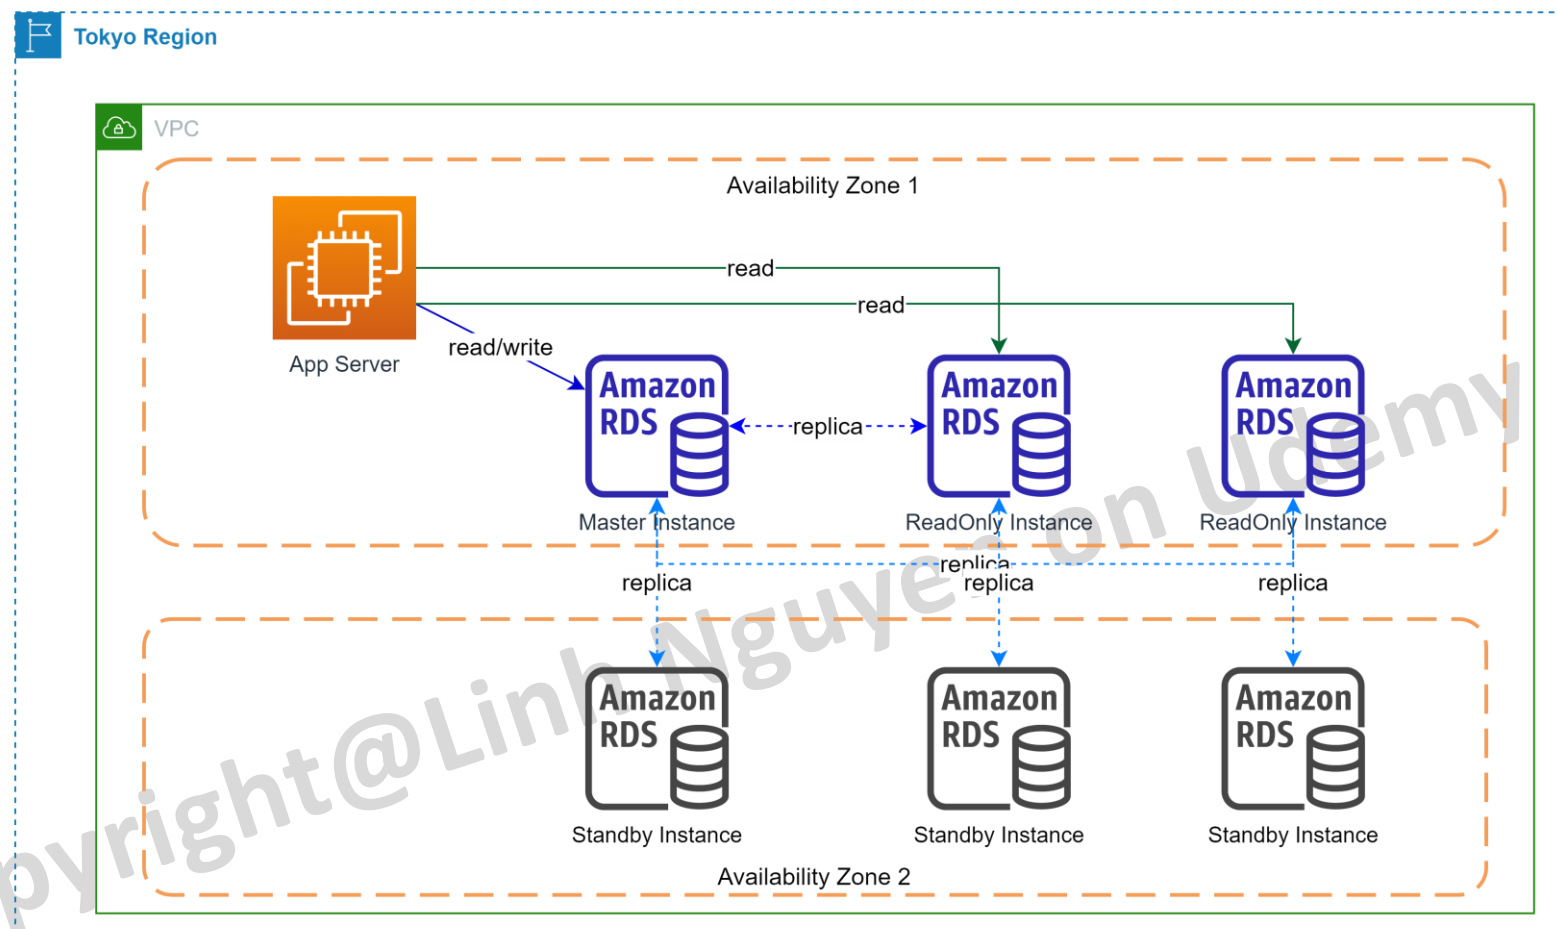 Tokyo Region
VPC
Availability Zone 1
read
read
read/write
App Server
Amazon
RDS
replica
Amazon
RDS
Amazon
RDS
Master Instance
ReadOnly Instance
ReadOnly Instance
replica
replica
replica
replica
Amazon
RDS
Amazon
RDS
Amazon
RDS
Standby Instance
Standby Instance
Standby Instance
Availability Zone 2
pyright@Linh Nguyen on Udemy